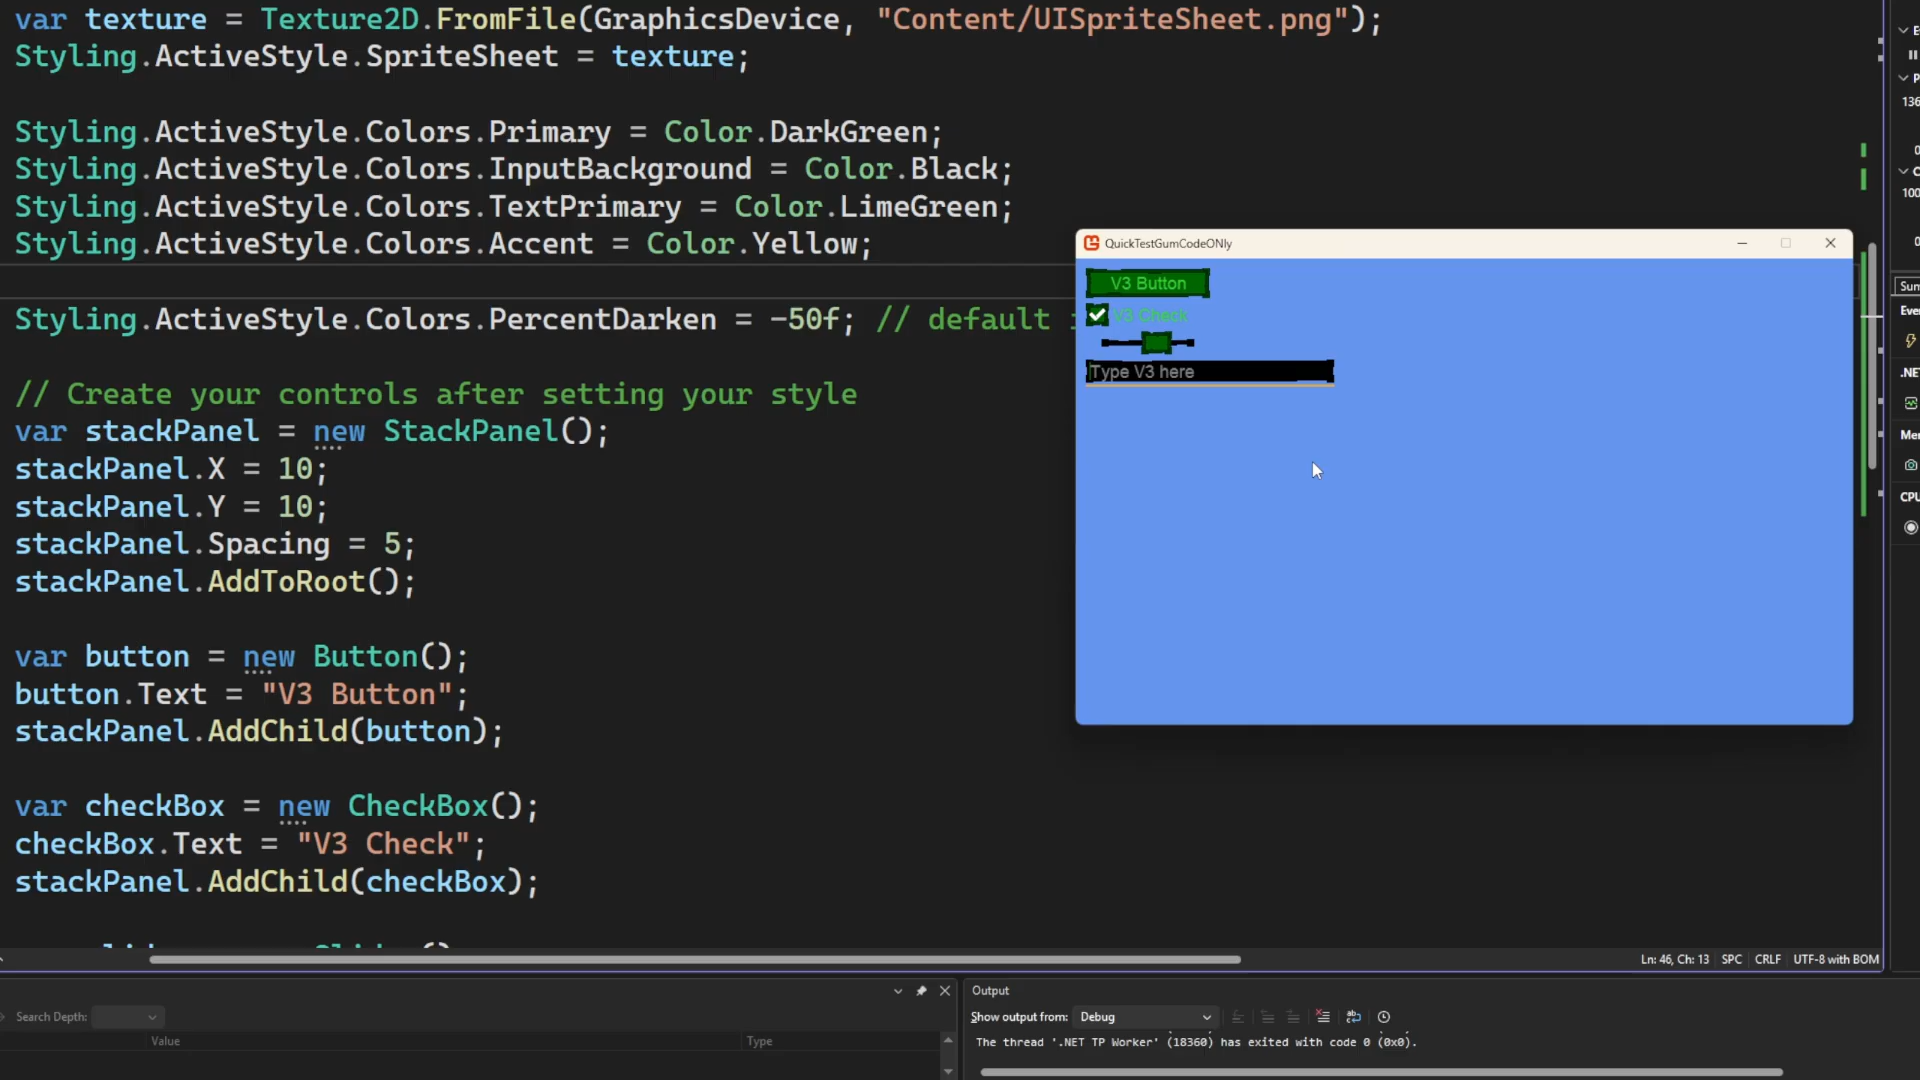 var texture = Texture2D.FromFile(GraphicsDevice, "Content/UISpriteSheet.png");
Styling.ActiveStyle.SpriteSheet = texture;
Styling.ActiveStyle.Colors.Primary = Color.DarkGreen;
Styling.ActiveStyle.Colors.InputBackground = Color.Black;
Styling.ActiveStyle.Colors.TextPrimary = Color.LimeGreen;
Styling.ActiveStyle.Colors.Accent = Color.Yellow;
Styling.ActiveStyle.Colors.PercentDarken = -50f; // default
// Create your controls after setting your style
var stackPanel = new StackPanel();
stackPanel.X = 10;
stackPanel.Y = 10;
stackPanel.Spacing = 5;
stackPanel.AddToRoot();
var button = new Button();
button.Text = "V3 Button";
stackPanel.AddChild(button);
var checkBox = new CheckBox();
checkBox.Text = "V3 Check";
stackPanel.AddChild(checkBox);
QuickTestGumCodeONly
V3 Button
V3 Check
Type V3 here
136
100
Sum
.NET
CPU
Ln: 46, Ch: 13 SPC CRLF UTF-8 with BOM
Search Depth:
Value Type
Output
Show output from: Debug
The thread '.NET TP Worker' (18360) has exited with code 0 (0x0).